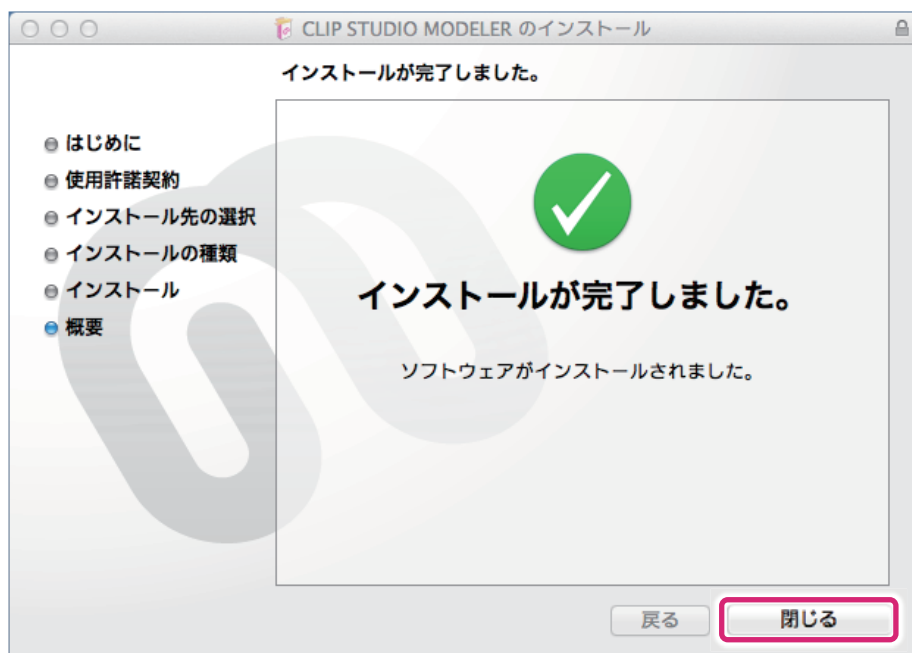 CLIP STUDIO MODELER のインストール
インストールが完了しました。
はじめに
使用許諾契約
インストール先の選択
インストールの種類
インストール
概要
インストールが完了しました。
ソフトウェアがインストールされました。
戻る
閉じる